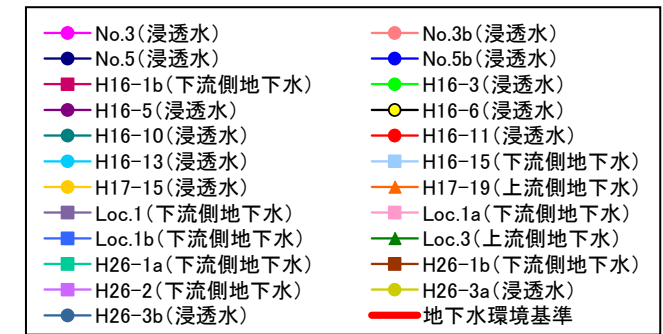 No.3(浸透水) No.3b(浸透水)
No.5(浸透水) No.5b(浸透水)
H16-1b(下流側地下水) H16-3(浸透水)
H16-5(浸透水) H16-6(浸透水)
H16-10(浸透水) H16-11(浸透水)
H16-13(浸透水) H16-15(下流側地下水)
H17-15(浸透水) H17-19(上流側地下水)
Loc.1(下流側地下水) Loc.1a(下流側地下水)
Loc.1b(下流側地下水) Loc.3(上流側地下水)
H26-1a(下流側地下水) H26-1b(下流側地下水)
H26-2(下流側地下水) H26-3a(浸透水)
H26-3b(浸透水) 地下水環境基準